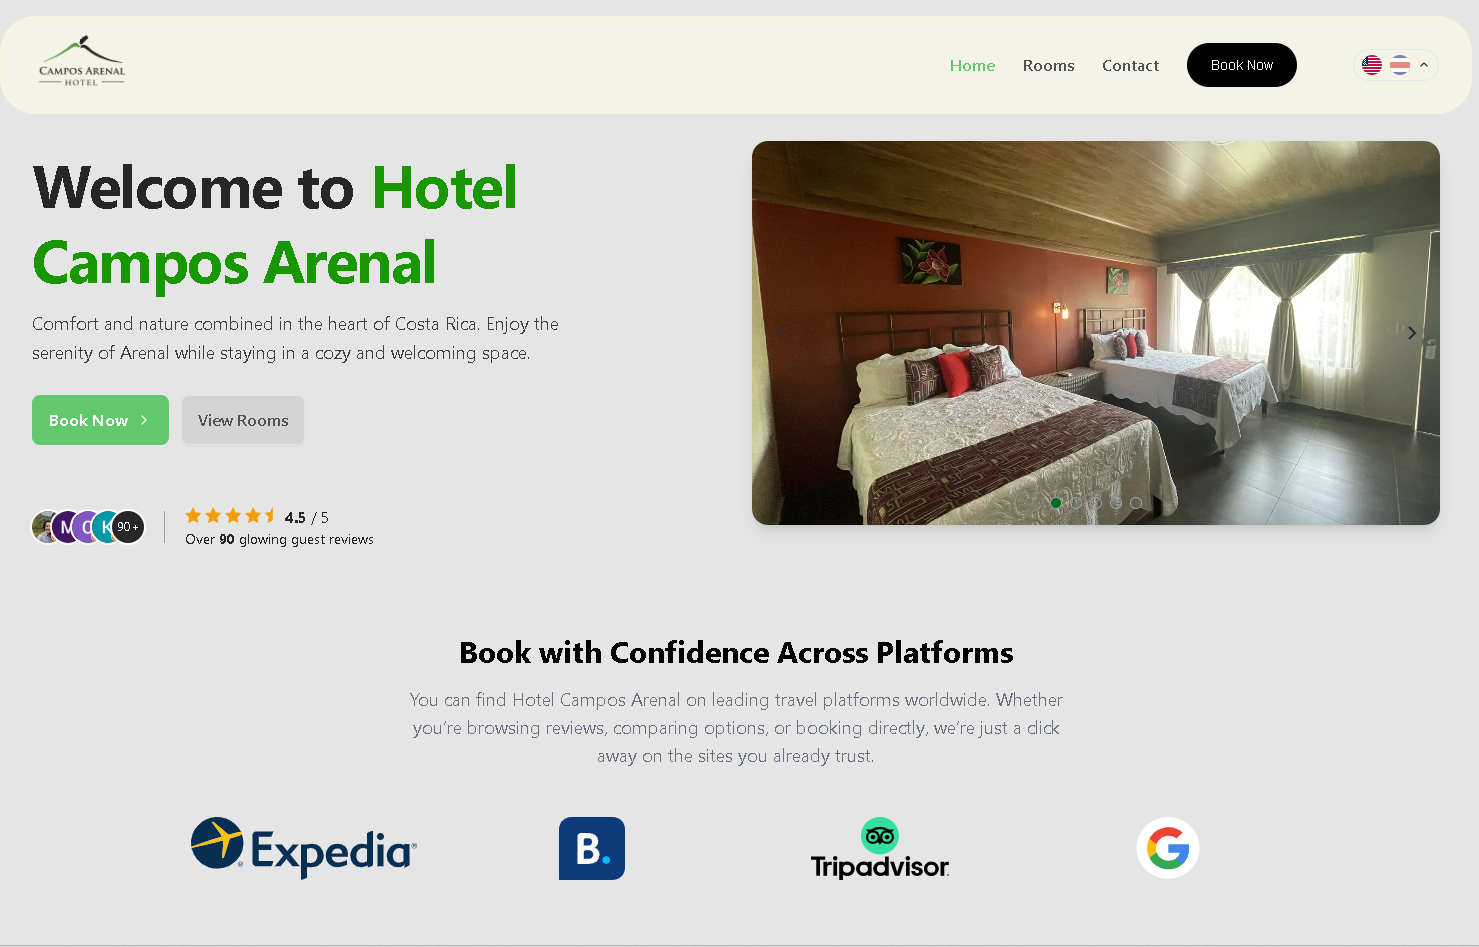 CAMPOS ARENAL
HOTEL
Home
Rooms
Contact
Book Now
Welcome to Hotel
Campos Arenal
Comfort and nature combined in the heart of Costa Rica. Enjoy the
serenity of Arenal while staying in a cozy and welcoming space.
Book Now
View Rooms
M
K
90+
4.5 / 5
Over 90 glowing guest reviews
Book with Confidence Across Platforms
You can find Hotel Campos Arenal on leading travel platforms worldwide. Whether
you're browsing reviews, comparing options, or booking directly, we're just a click
away on the sites you already trust.
Expedia®
B.
Tripadvisor
G